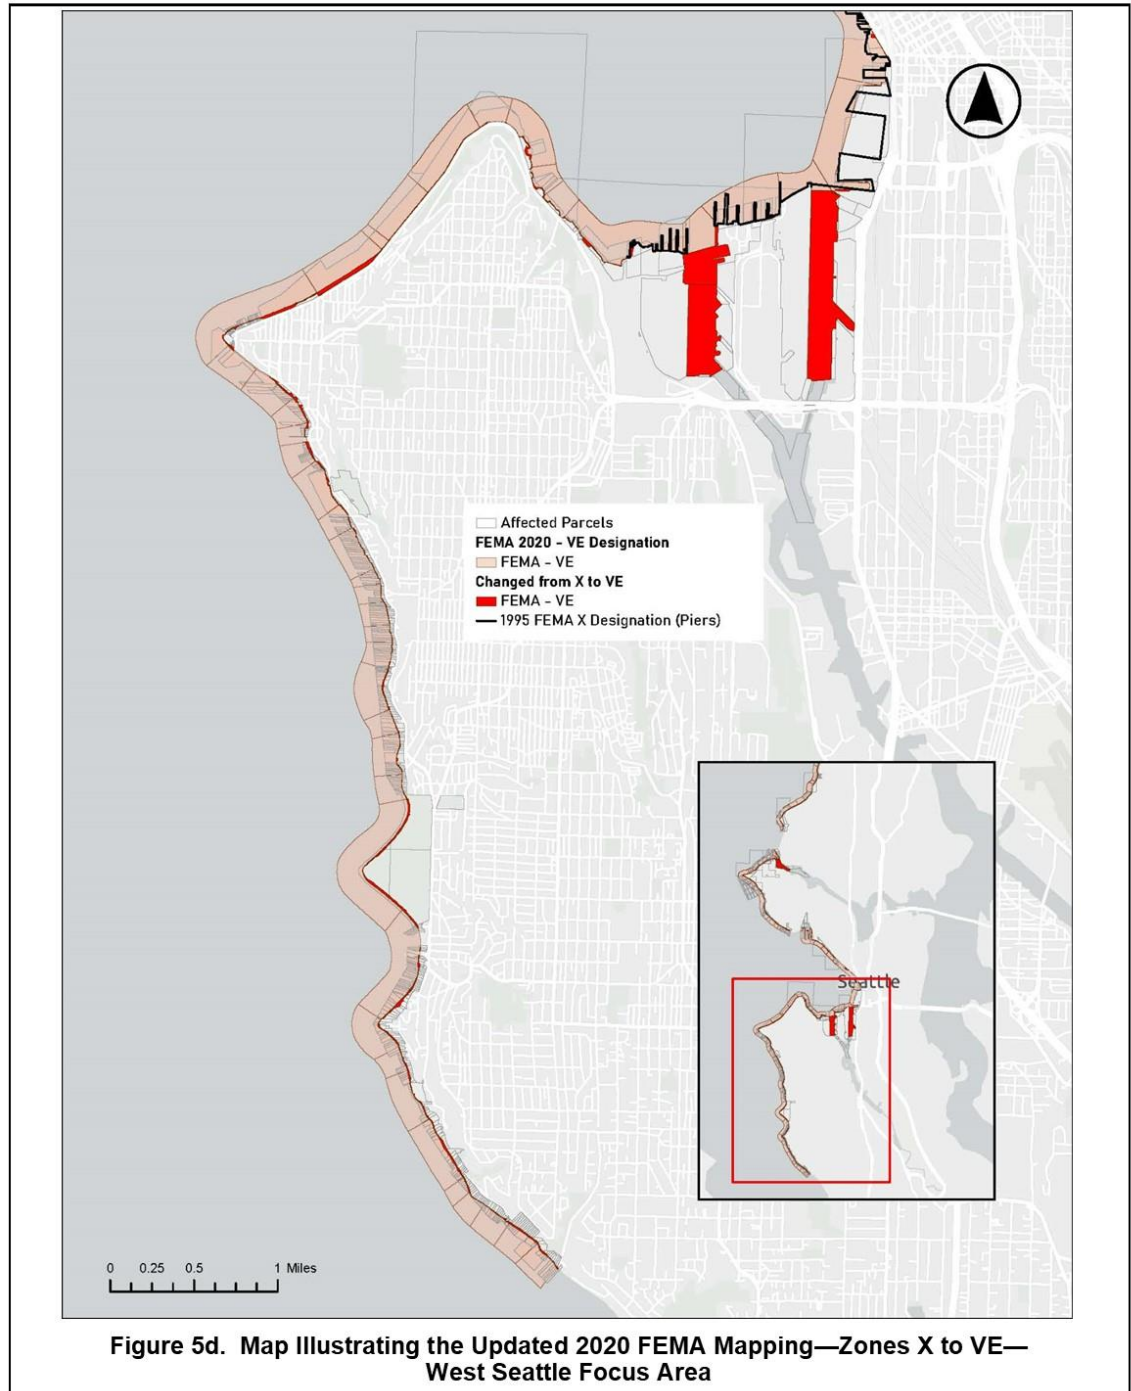 Affected Parcels
FEMA 2020 - VE Designation
FEMA - VE
Changed from X to VE
FEMA - VE
1995 FEMA X Designation (Piers)
Seattle
0 0.25 0.5 1 Miles
Figure 5d. Map Illustrating the Updated 2020 FEMA Mapping—Zones X to VE—
West Seattle Focus Area